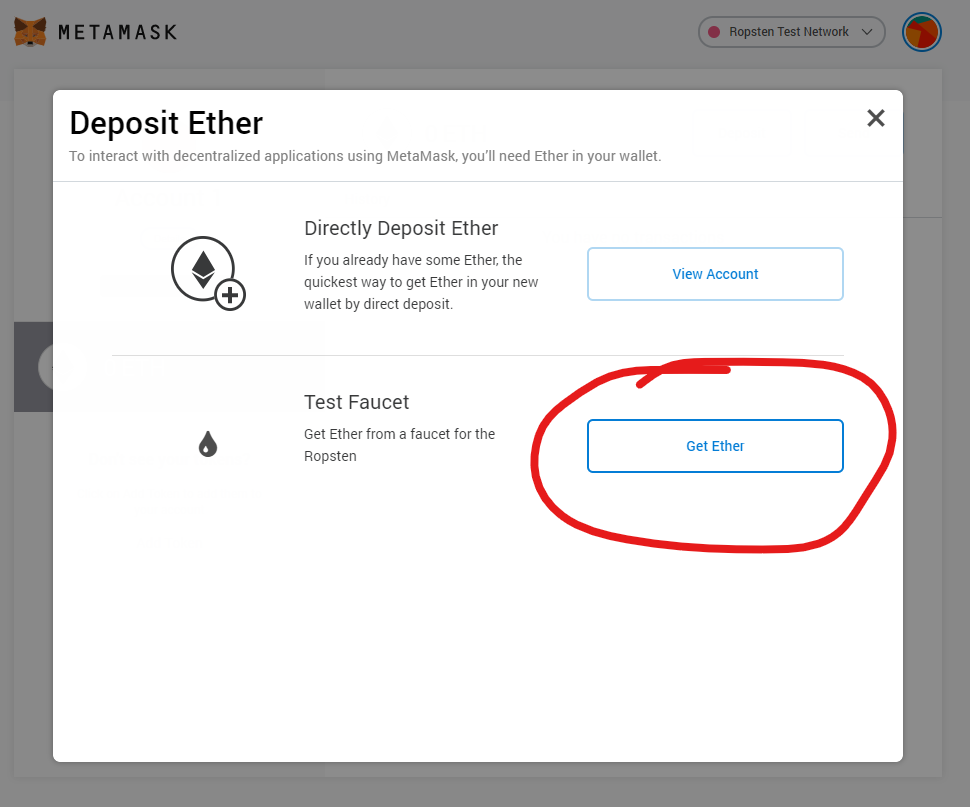 METAMASK
Ropsten Test Network
Deposit Ether
To interact with decentralized applications using MetaMask, you’ll need Ether in your wallet.
Directly Deposit Ether
If you already have some Ether, the
quickest way to get Ether in your new
wallet by direct deposit.
View Account
Test Faucet
Get Ether from a faucet for the
Ropsten
Get Ether